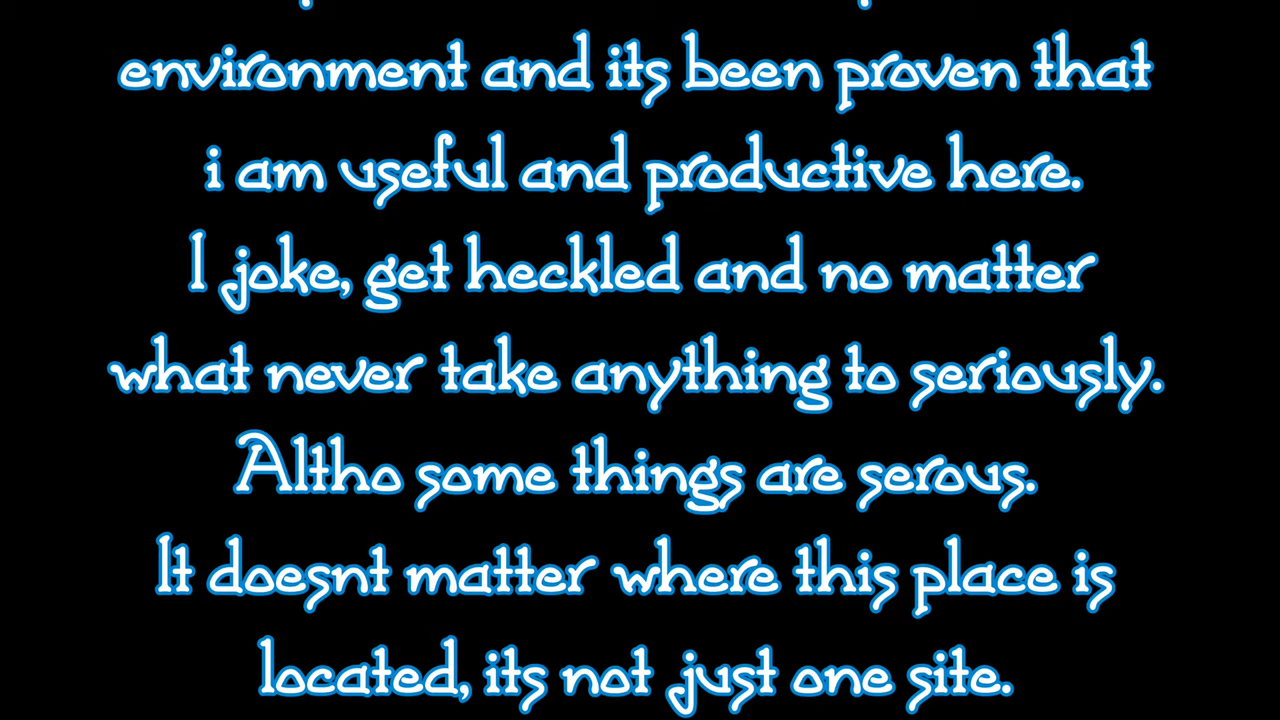 environment and its been proven that
i am useful and productive here.
I joke, get heckled and no matter
what never take anything to seriously.
Altho some things are serous.
It doesnt matter where this place is
located, its not just one site.